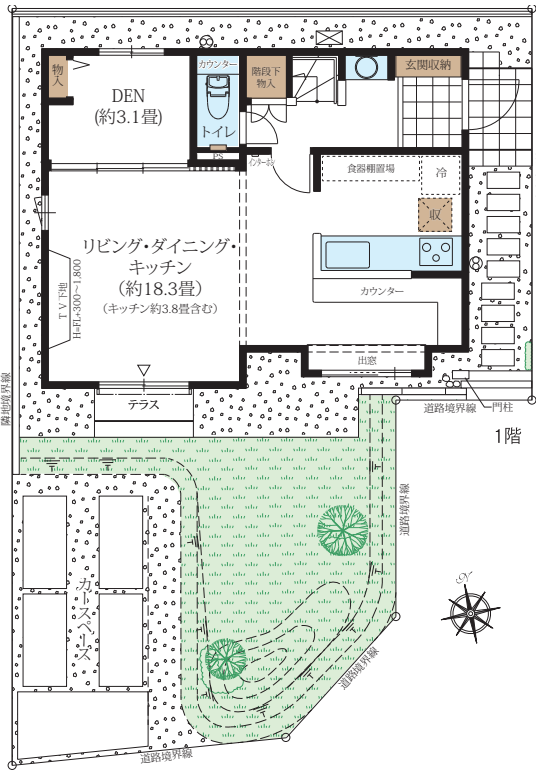 カウンター
階段下
物入
玄関収納
物入
DEN
(約3.1畳)
トイレ
PS
インターホン
食器棚置場
冷
収
リビング・ダイニング・
キッチン
(約18.3畳)
(キッチン約3.8畳含む)
TV下地
H=FL+300〜1,800
カウンター
出窓
テラス
隣地境界線
道路境界線
門柱
1階
道路境界線
カースペース
N
道路境界線
道路境界線